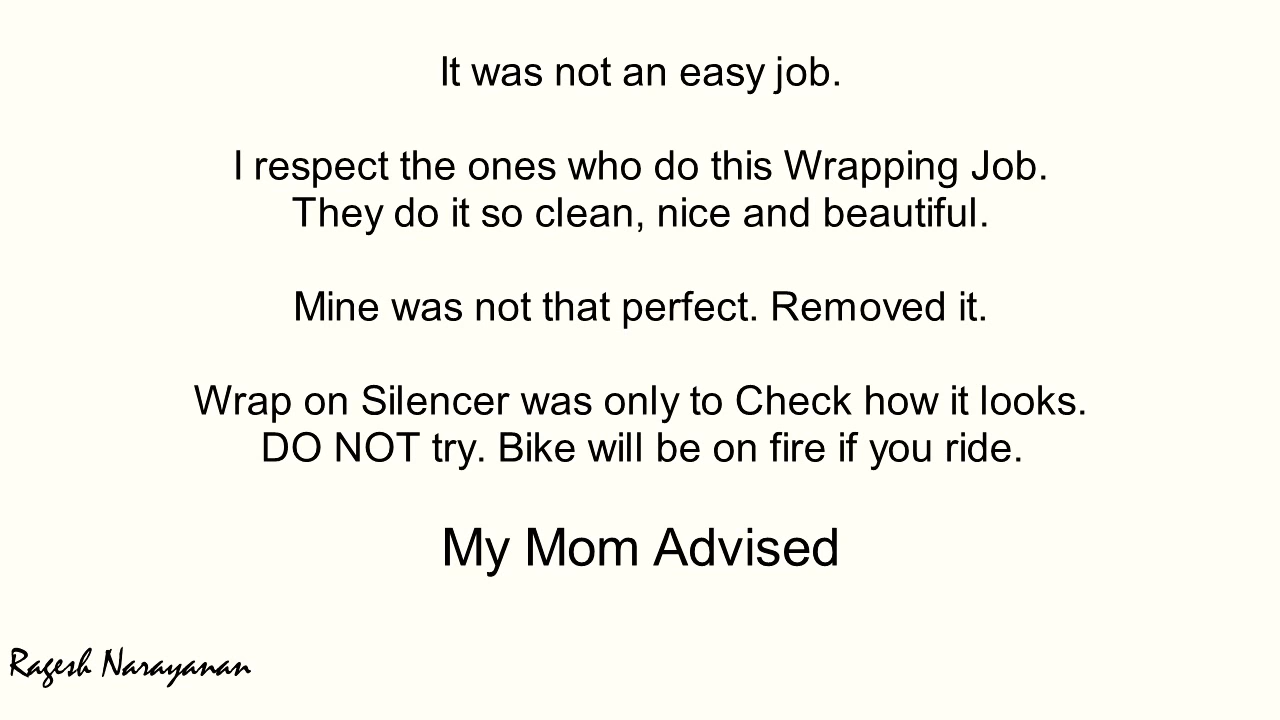 It was not an easy job.
I respect the ones who do this Wrapping Job.
They do it so clean, nice and beautiful.
Mine was not that perfect. Removed it.
Wrap on Silencer was only to Check how it looks.
DO NOT try. Bike will be on fire if you ride.
My Mom Advised
Ragesh Narayanan